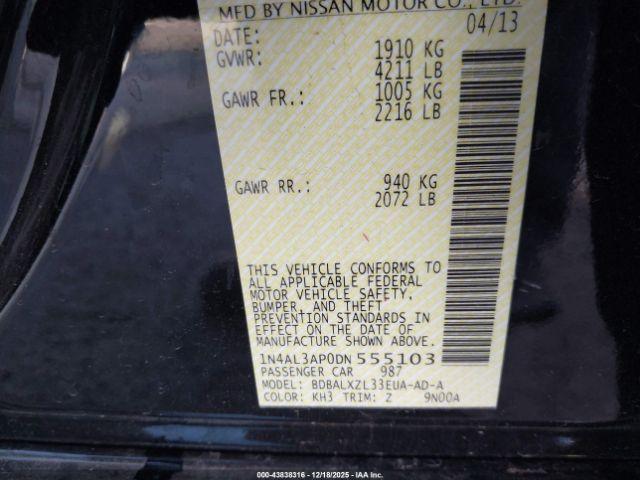 MFD BY NISSAN MOTOR CO., LTD.
DATE: 04/13
GVWR: 1910 KG
4211 LB
GAWR FR.: 1005 KG
2216 LB
GAWR RR.: 940 KG
2072 LB
THIS VEHICLE CONFORMS TO
ALL APPLICABLE FEDERAL
MOTOR VEHICLE SAFETY,
BUMPER, AND THEFT
PREVENTION STANDARDS IN
EFFECT ON THE DATE OF
MANUFACTURE SHOWN ABOVE.
1N4AL3AP0DN555103
PASSENGER CAR 987
MODEL: BDBALXZL33EUA-AD-A
COLOR: KH3 TRIM: Z 9N00A
000-43838316 - 12/18/2025 - IAA Inc.